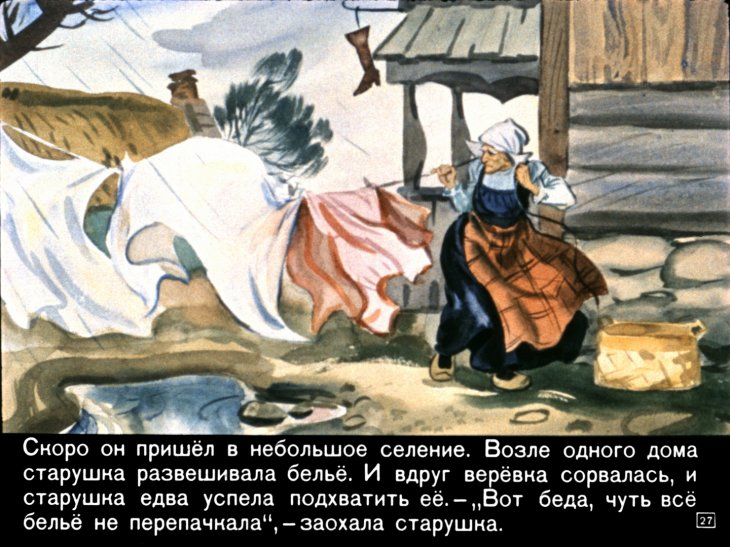 Скоро он пришёл в небольшое селение. Возле одного дома
старушка развешивала бельё. И вдруг верёвка сорвалась, и
старушка едва успела подхватить её. – „Вот беда, чуть всё
бельё не перепачкала“, – заохала старушка.
27